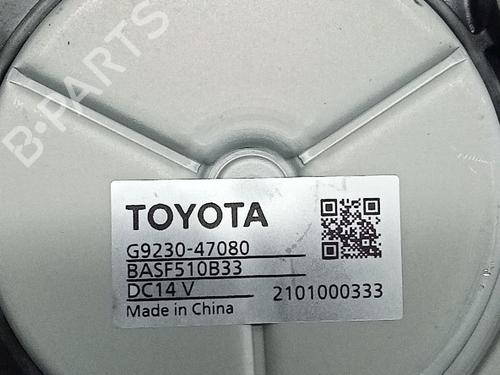 B-PARTS
TOYOTA
G9230-47080
BASF510B33
DC14 V 2101000333
Made in China